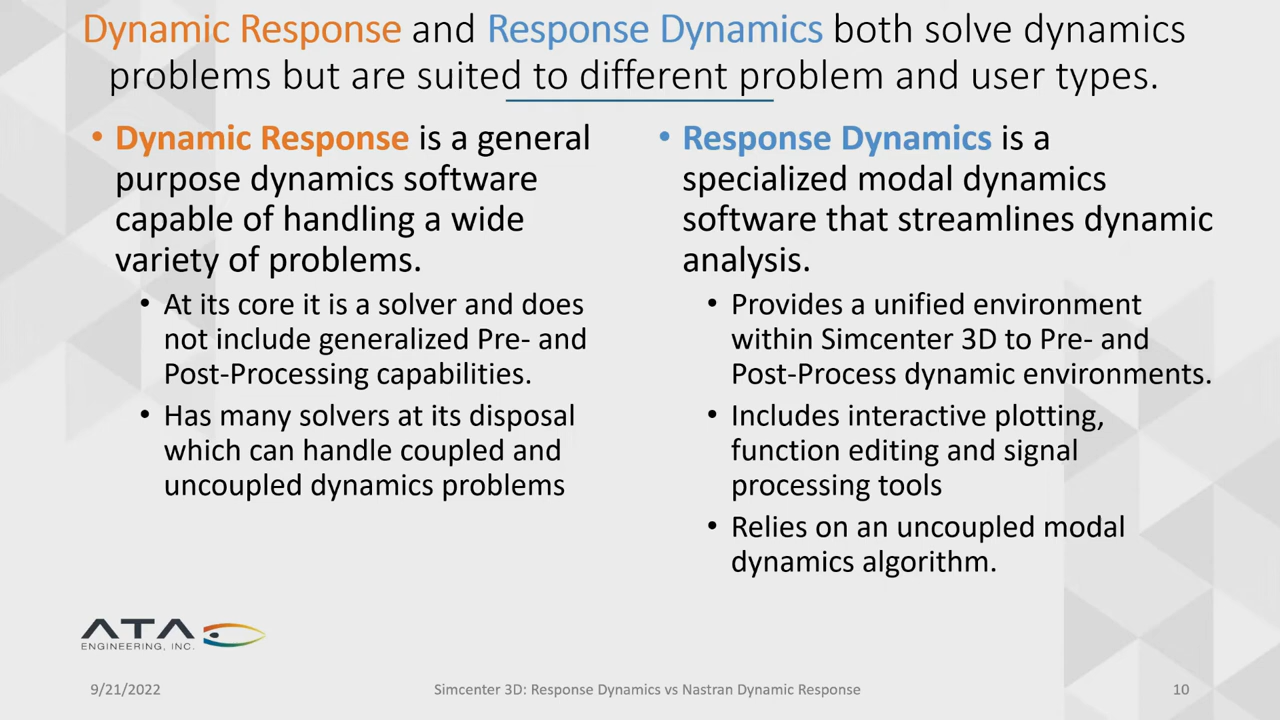 Dynamic Response and Response Dynamics both solve dynamics
problems but are suited to different problem and user types.
• Dynamic Response is a general
purpose dynamics software
capable of handling a wide
variety of problems.
• At its core it is a solver and does
not include generalized Pre- and
Post-Processing capabilities.
• Has many solvers at its disposal
which can handle coupled and
uncoupled dynamics problems
• Response Dynamics is a
specialized modal dynamics
software that streamlines dynamic
analysis.
• Provides a unified environment
within Simcenter 3D to Pre- and
Post-Process dynamic environments.
• Includes interactive plotting,
function editing and signal
processing tools
• Relies on an uncoupled modal
dynamics algorithm.
ATA
ENGINEERING, INC.
9/21/2022
Simcenter 3D: Response Dynamics vs Nastran Dynamic Response
10